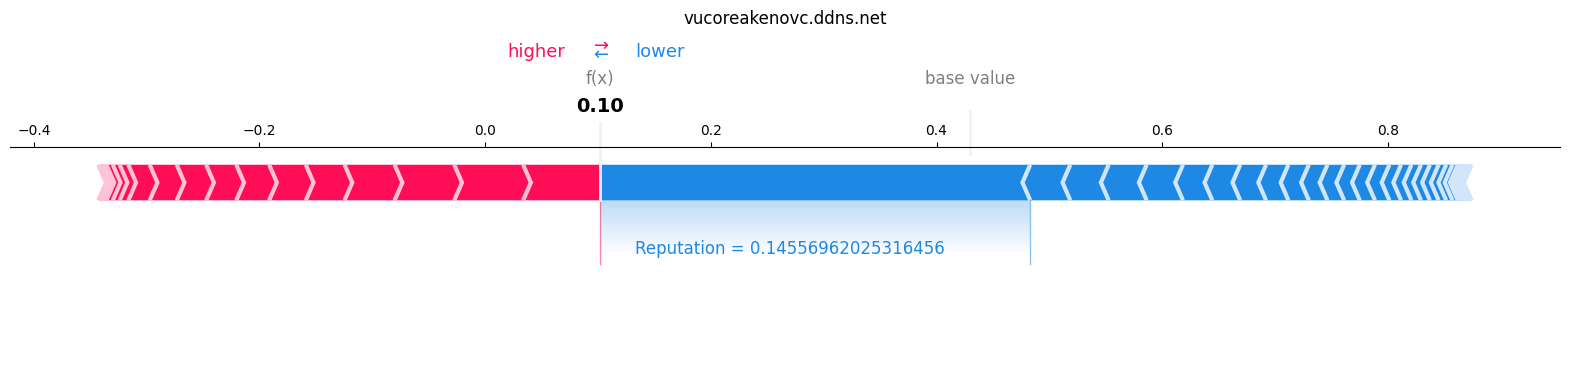 vucoreakenovc.ddns.net
higher ⇄ lower
f(x) base value
0.10
−0.4 −0.2 0.0 0.2 0.4 0.6 0.8
Reputation = 0.14556962025316456